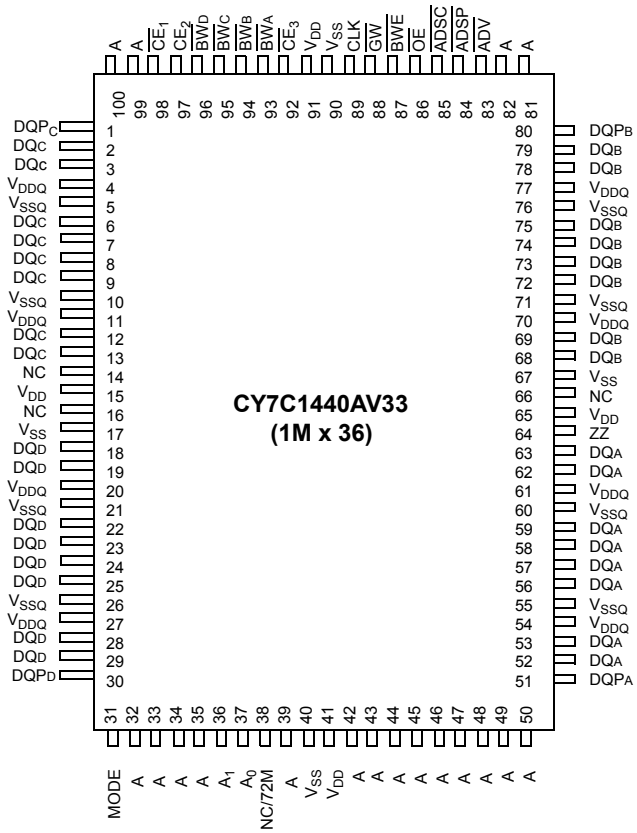 A A CE1 CE2 BWD BWC BWB BWA CE3 VDD VSS CLK GW BWE OE ADSC ADSP ADV A A
100 99 98 97 96 95 94 93 92 91 90 89 88 87 86 85 84 83 82 81
DQPC 1
DQC 2
DQc 3
VDDQ 4
VSSQ 5
DQC 6
DQC 7
DQC 8
DQC 9
VSSQ 10
VDDQ 11
DQC 12
DQC 13
NC 14
VDD 15
NC 16
VSS 17
DQD 18
DQD 19
VDDQ 20
VSSQ 21
DQD 22
DQD 23
DQD 24
DQD 25
VSSQ 26
VDDQ 27
DQD 28
DQD 29
DQPD 30
CY7C1440AV33
(1M x 36)
80 DQPB
79 DQB
78 DQB
77 VDDQ
76 VSSQ
75 DQB
74 DQB
73 DQB
72 DQB
71 VSSQ
70 VDDQ
69 DQB
68 DQB
67 VSS
66 NC
65 VDD
64 ZZ
63 DQA
62 DQA
61 VDDQ
60 VSSQ
59 DQA
58 DQA
57 DQA
56 DQA
55 VSSQ
54 VDDQ
53 DQA
52 DQA
51 DQPA
31 32 33 34 35 36 37 38 39 40 41 42 43 44 45 46 47 48 49 50
MODE A A A A A1 A0 NC/72M A VSS VDD A A A A A A A A A